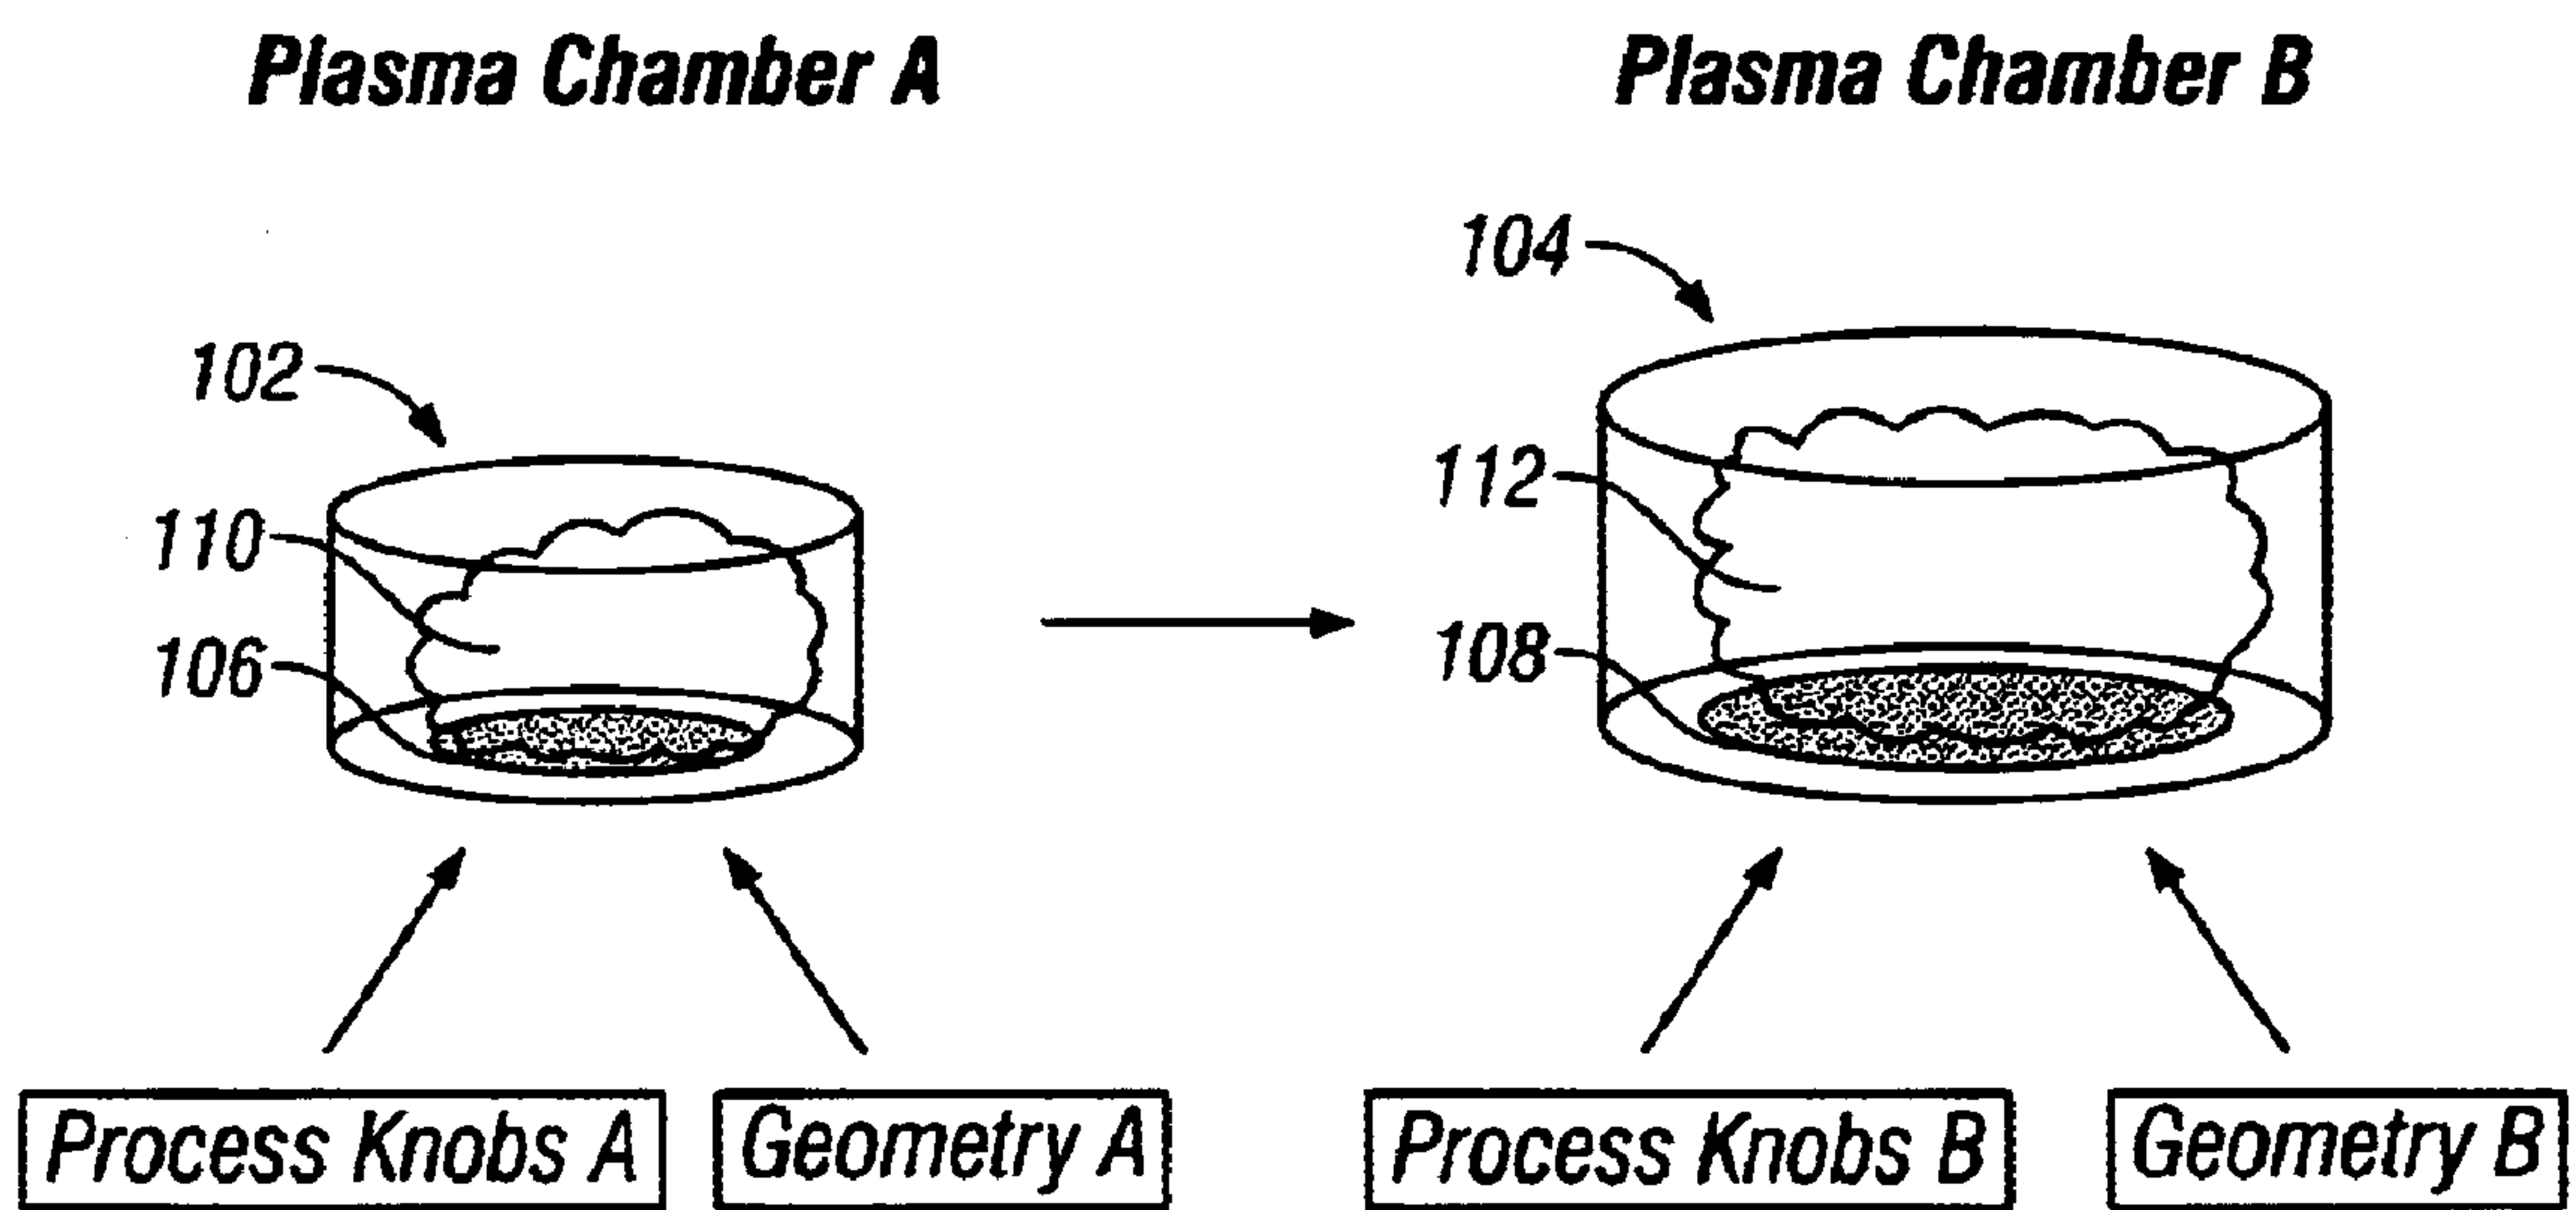 Plasma Chamber A
Plasma Chamber B
102
104
110
112
106
108
Process Knobs A
Geometry A
Process Knobs B
Geometry B